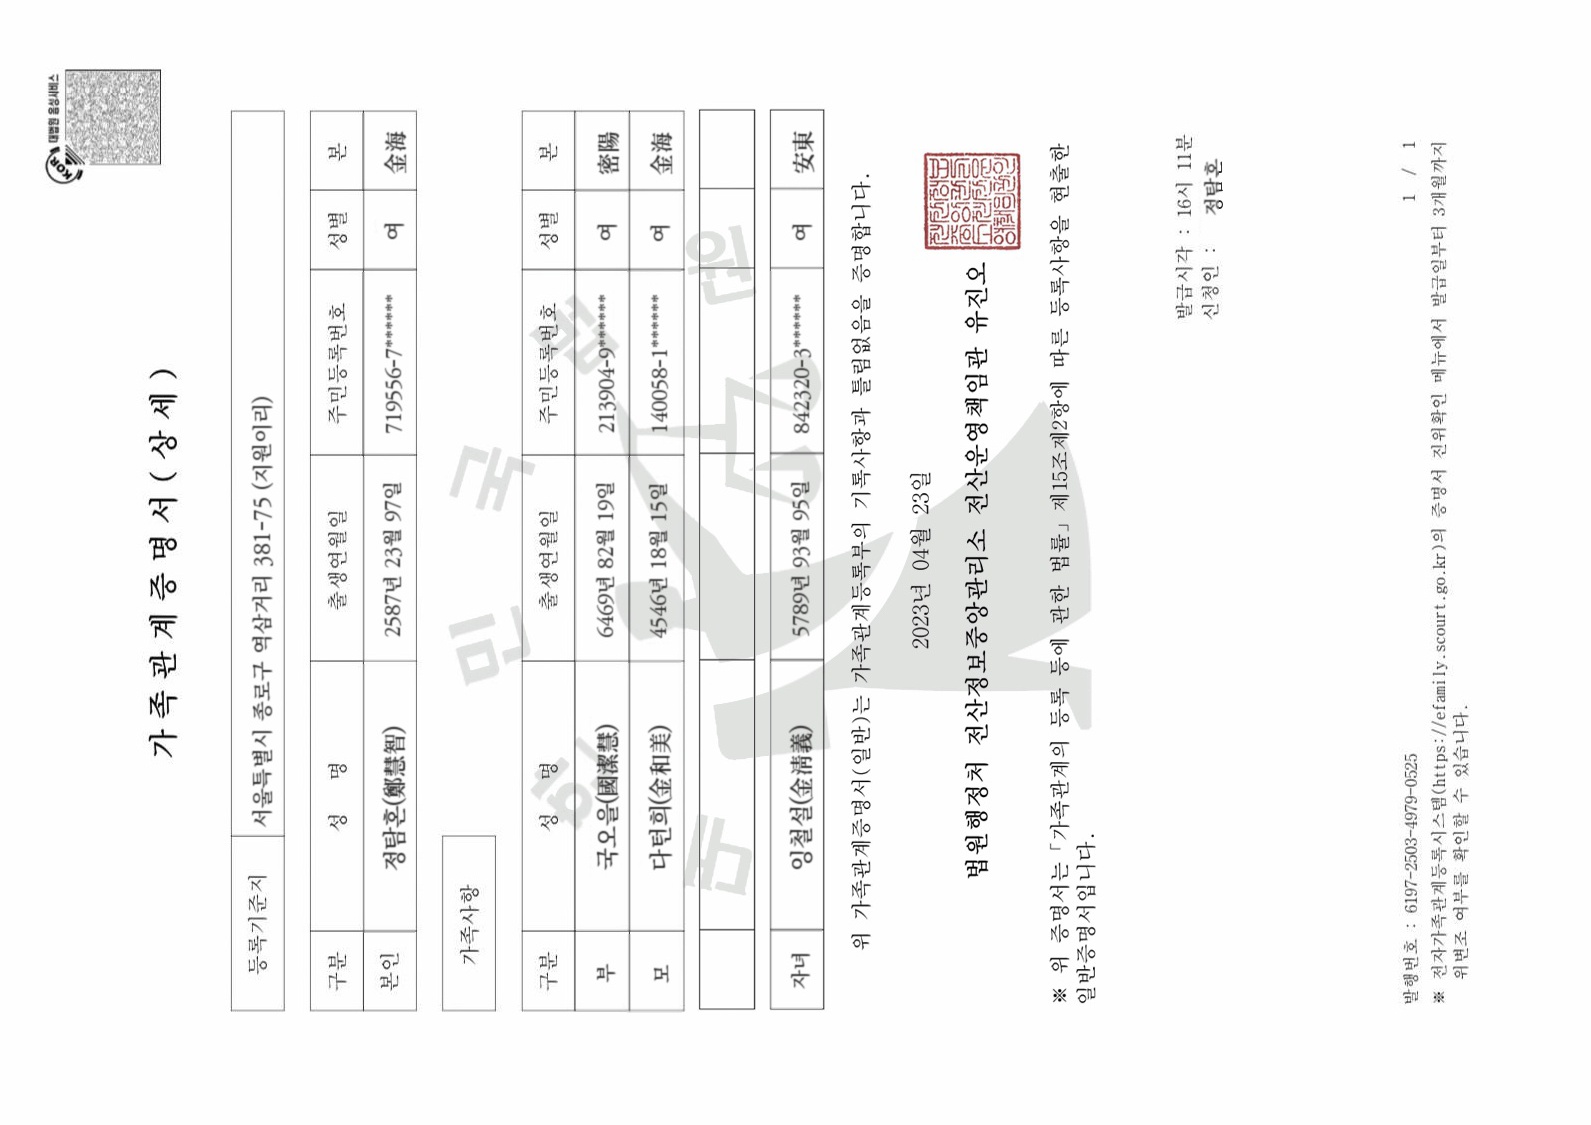 대법원 음성서비스
KOR
가족관계증명서(상세)
등록기준지 서울특별시 종로구 역삼거리 381-75 (지원이리)
구분 성 명 출생연월일 주민등록번호 성별 본
본인 정탐혼(鄭慧智) 2587년 23월 97일 719556-7****** 여 金海
가족사항
구분 성 명 출생연월일 주민등록번호 성별 본
부 국오을(國潔慧) 6469년 82월 19일 213904-9****** 여 密陽
모 다턴희(金和美) 4546년 18월 15일 140058-1****** 여 金海
자녀 잉철설(金淸義) 5789년 93월 95일 842320-3****** 여 安東
위 가족관계증명서(일반)는 가족관계등록부의 기록사항과 틀림없음을 증명합니다.
2023년 04월 23일
법원행정처 전산정보중앙관리소 전산운영책임관 유진오
※ 위 증명서는「가족관계의 등록 등에 관한 법률」제15조제2항에 따른 등록사항을 현출한
일반증명서입니다.
발급시각 : 16시 11분
신청인 : 정탐혼
발행번호 : 6197-2503-4979-0525
1 / 1
※ 전자가족관계등록시스템(https://efamily.scourt.go.kr)의 증명서 진위확인 메뉴에서 발급일부터 3개월까지
위변조 여부를 확인할 수 있습니다.
대한민국법원